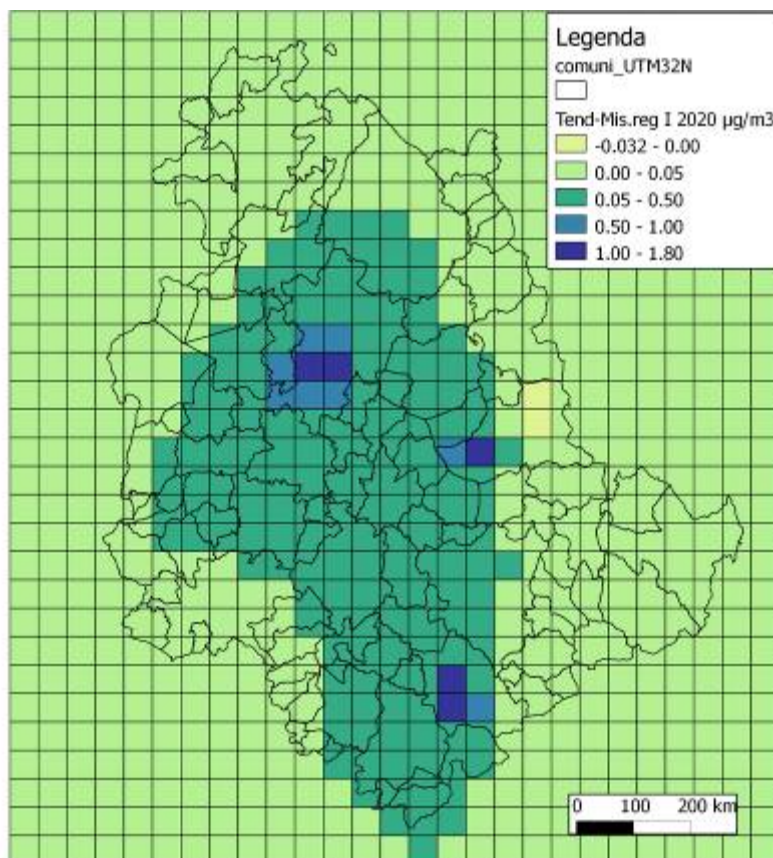 Legenda
comuni_UTM32N
Tend-Mis.reg I 2020 µg/m3
-0.032 - 0.00
0.00 - 0.05
0.05 - 0.50
0.50 - 1.00
1.00 - 1.80
0 100 200 km